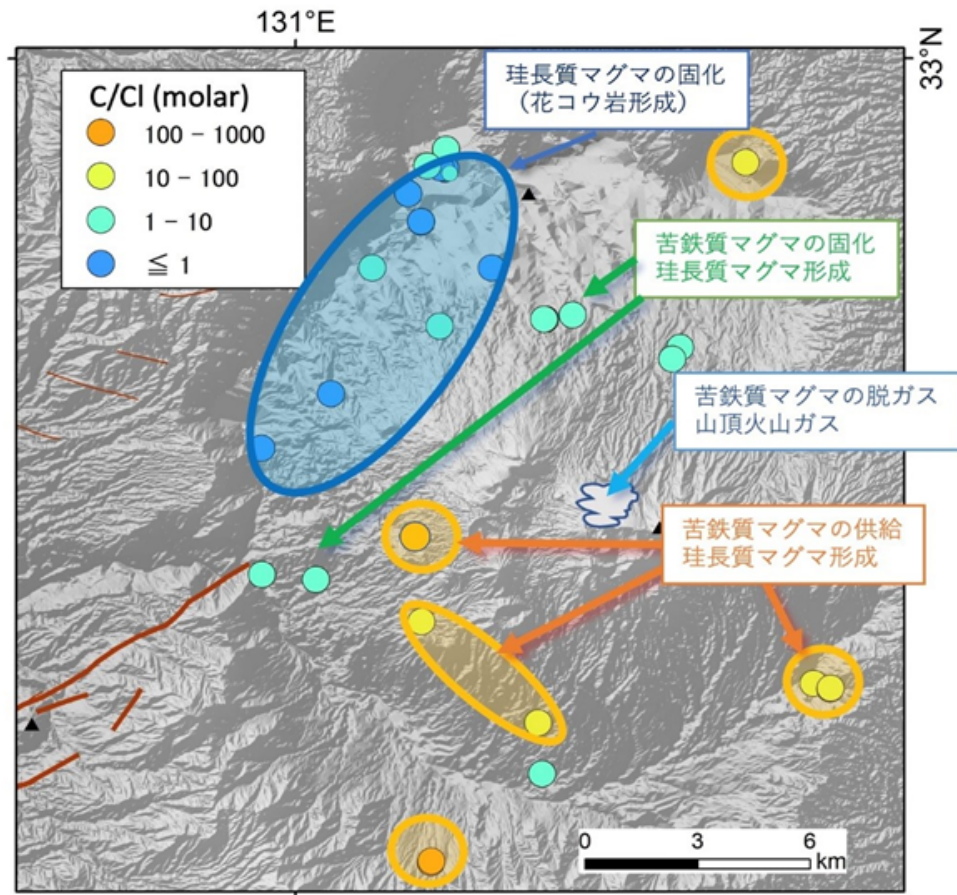 131°E
33°N
C/Cl (molar)
100 – 1000
10 – 100
1 – 10
≦ 1
珪長質マグマの固化
（花コウ岩形成）
苦鉄質マグマの固化
珪長質マグマ形成
苦鉄質マグマの脱ガス
山頂火山ガス
苦鉄質マグマの供給
珪長質マグマ形成
0 3 6
km